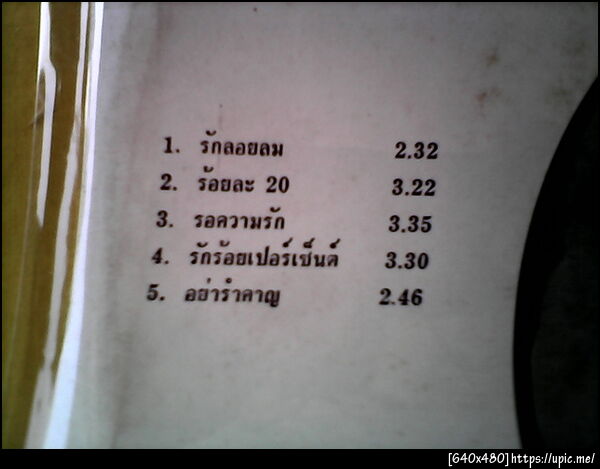 1. รักลอยลม 2.32
2. ร้อยละ 20 3.22
3. รอความรัก 3.35
4. รักร้อยเปอร์เซ็นต์ 3.30
5. อย่ารำคาญ 2.46
[640x480]https://upic.me/